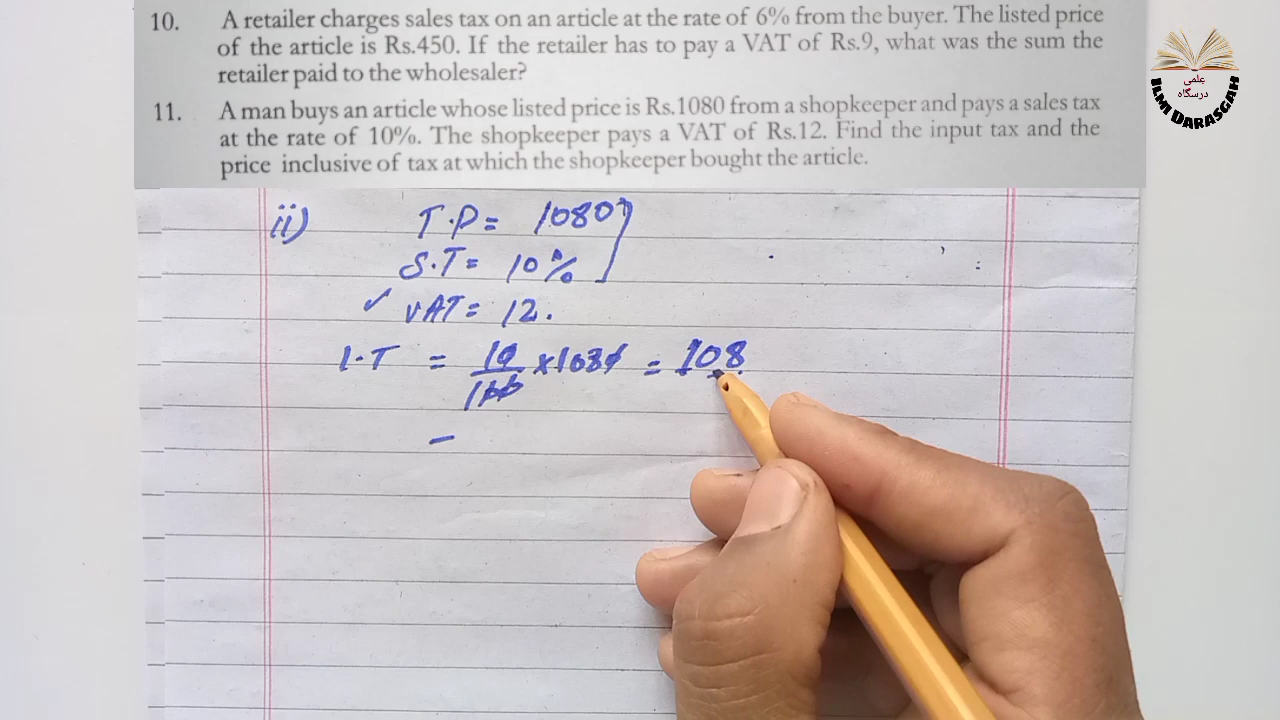 10. A retailer charges sales tax on an article at the rate of 6% from the buyer. The listed price
of the article is Rs.450. If the retailer has to pay a VAT of Rs.9, what was the sum the
retailer paid to the wholesaler?
11. A man buys an article whose listed price is Rs.1080 from a shopkeeper and pays a sales tax
at the rate of 10%. The shopkeeper pays a VAT of Rs.12. Find the input tax and the
price inclusive of tax at which the shopkeeper bought the article.
علمی
درسگاه
ILMI DARASGAH
ii) T.P = 1080
S.T = 10%
✓ VAT = 12.
I.T = 10/100 × 1080 = 108
-